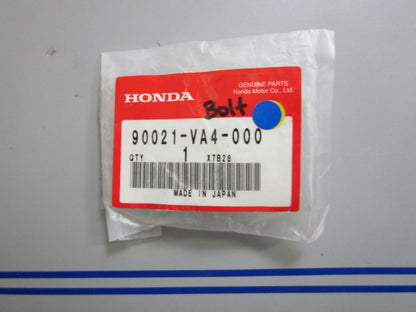 GENUINE PARTS
Honda Motor Co., Ltd.
HONDA
Bolt
90021-VA4-000
QTY 1 X7B28
MADE IN JAPAN